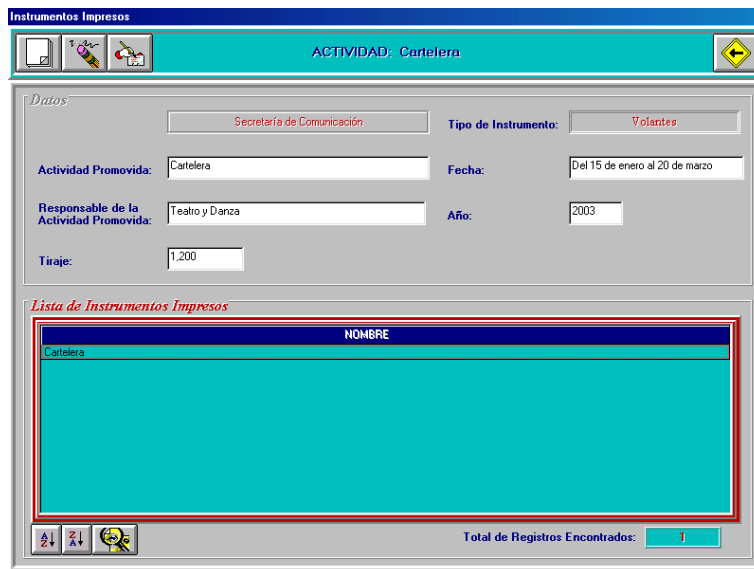 Instrumentos Impresos
ACTIVIDAD: Cartelera
Datos
Secretaría de Comunicación
Tipo de Instrumento: Volantes
Actividad Promovida: Cartelera
Fecha: Del 15 de enero al 20 de marzo
Responsable de la
Actividad Promovida: Teatro y Danza
Año: 2003
Tiraje: 1,200
Lista de Instrumentos Impresos
NOMBRE
Cartelera
A
Z
Z
A
Total de Registros Encontrados: 1